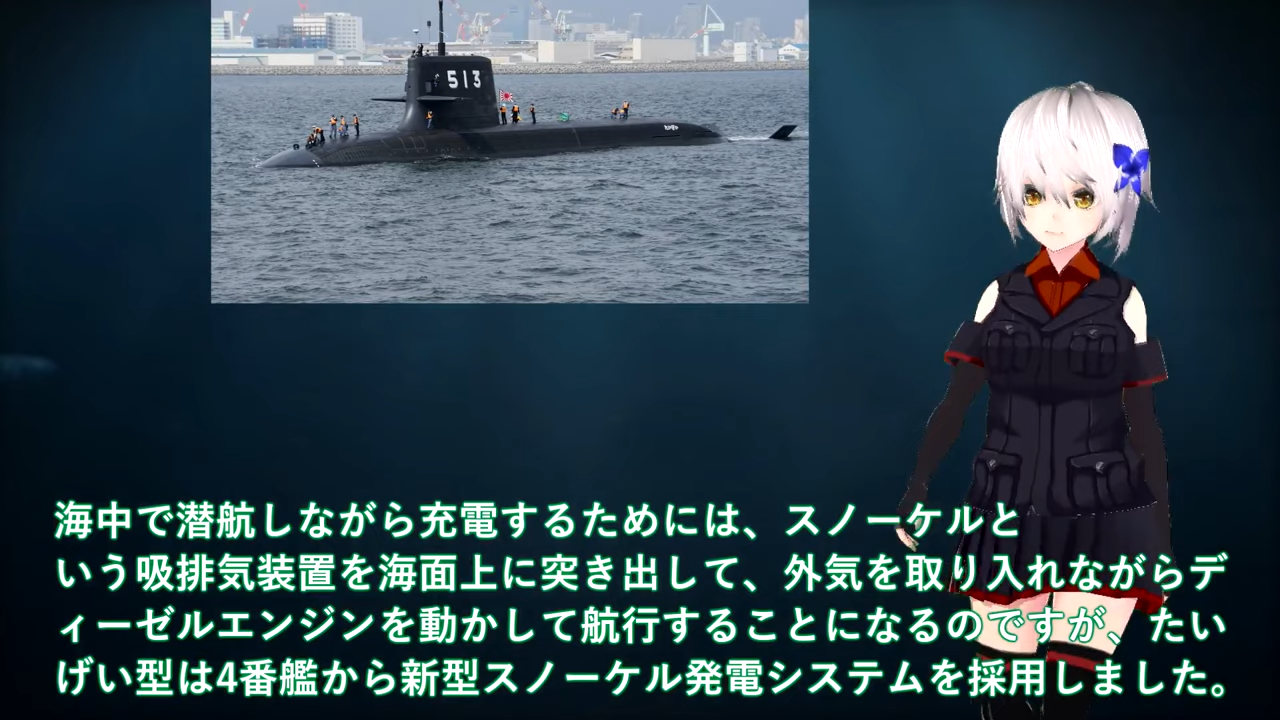 513
海中で潜航しながら充電するためには、スノーケルと
いう吸排気装置を海面上に突き出して、外気を取り入れながらデ
ィーゼルエンジンを動かして航行することになるのですが、たい
げい型は4番艦から新型スノーケル発電システムを採用しました。